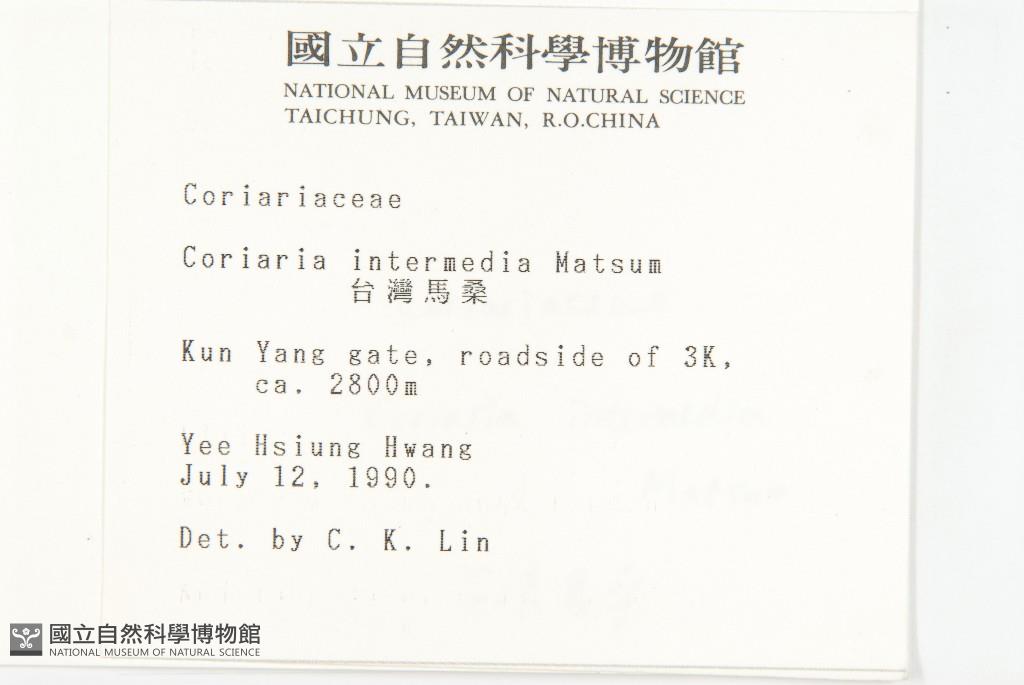 國立自然科學博物館
NATIONAL MUSEUM OF NATURAL SCIENCE
TAICHUNG, TAIWAN, R.O.CHINA
Coriariaceae
Coriaria intermedia Matsum
台灣馬桑
Kun Yang gate, roadside of 3K,
ca. 2800m
Yee Hsiung Hwang
July 12, 1990.
Det. by C. K. Lin
國立自然科學博物館
NATIONAL MUSEUM OF NATURAL SCIENCE